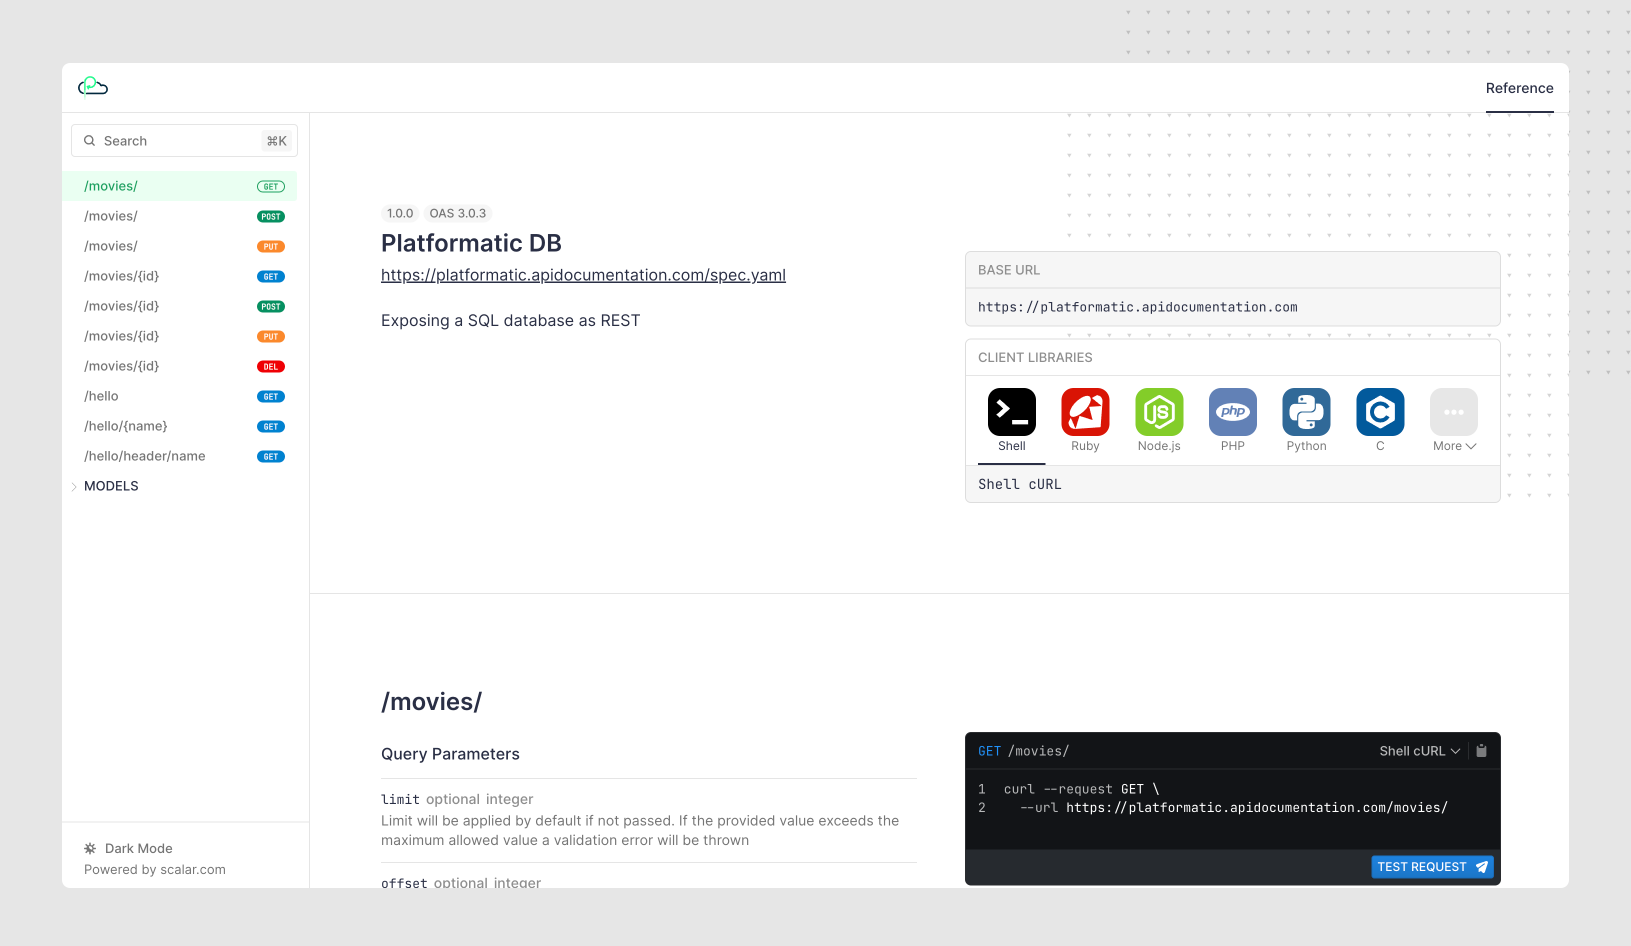 Reference
Search ⌘K
/movies/ GET
/movies/ POST
/movies/ PUT
/movies/{id} GET
/movies/{id} POST
/movies/{id} PUT
/movies/{id} DEL
/hello GET
/hello/{name} GET
/hello/header/name GET
MODELS
Dark Mode
Powered by scalar.com
1.0.0 OAS 3.0.3
Platformatic DB
https://platformatic.apidocumentation.com/spec.yaml
Exposing a SQL database as REST
BASE URL
https://platformatic.apidocumentation.com
CLIENT LIBRARIES
JS php
Shell Ruby Node.js PHP Python C More
Shell cURL
/movies/
Query Parameters
limit optional integer
Limit will be applied by default if not passed. If the provided value exceeds the
maximum allowed value a validation error will be thrown
offset optional integer
GET /movies/ Shell cURL
1 curl --request GET \
2 --url https://platformatic.apidocumentation.com/movies/
TEST REQUEST